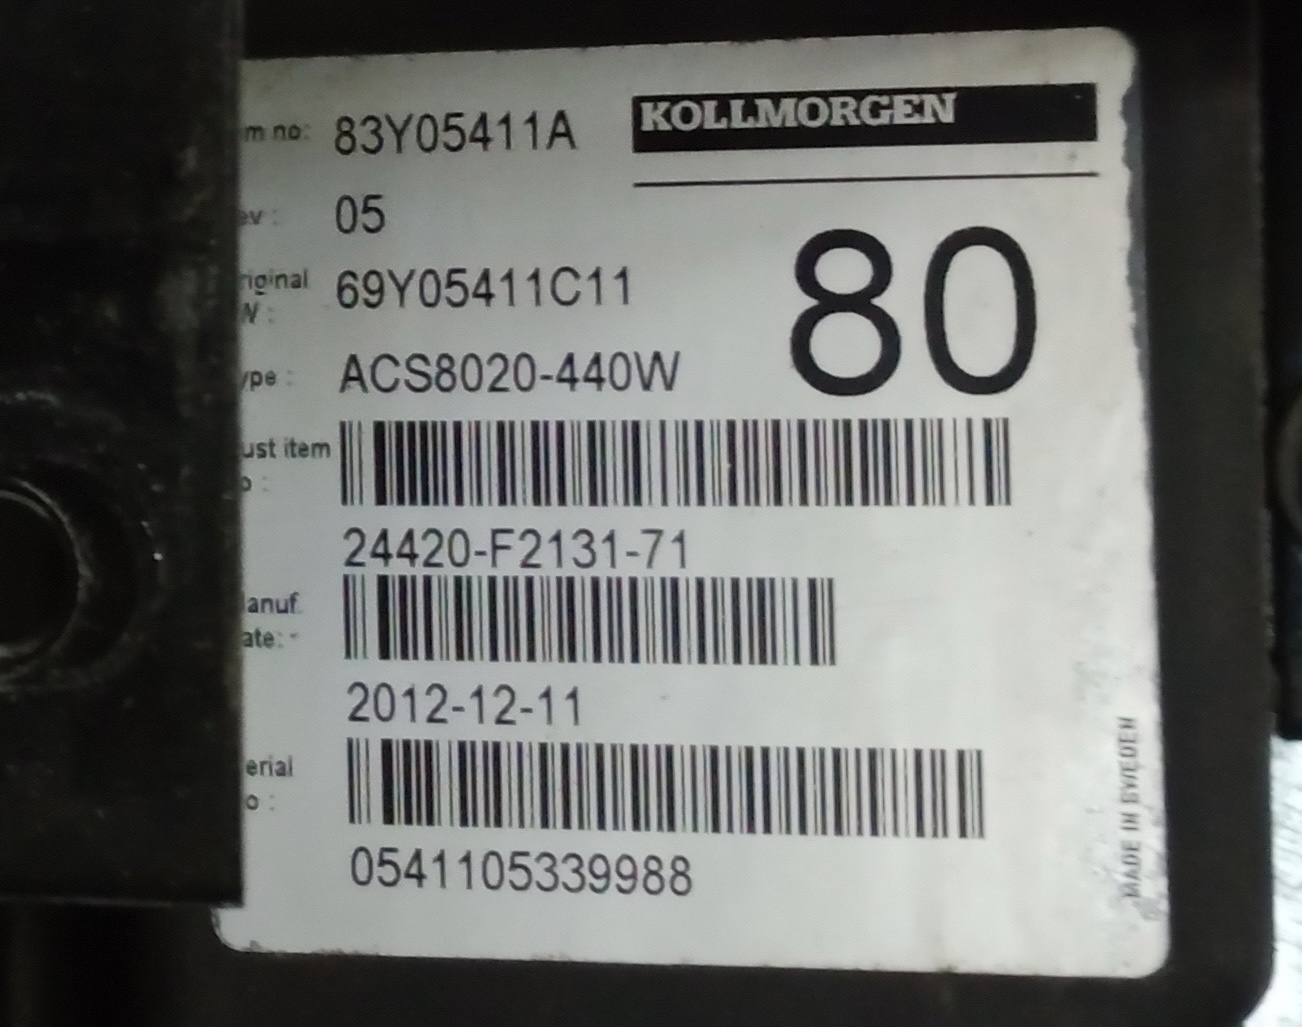 m no: 83Y05411A
KOLLMORGEN
ev: 05
riginal
W: 69Y05411C11
ype: ACS8020-440W
80
ust item
o:
24420-F2131-71
anuf.
ate:
2012-12-11
erial
o:
0541105339988
MADE IN SWEDEN